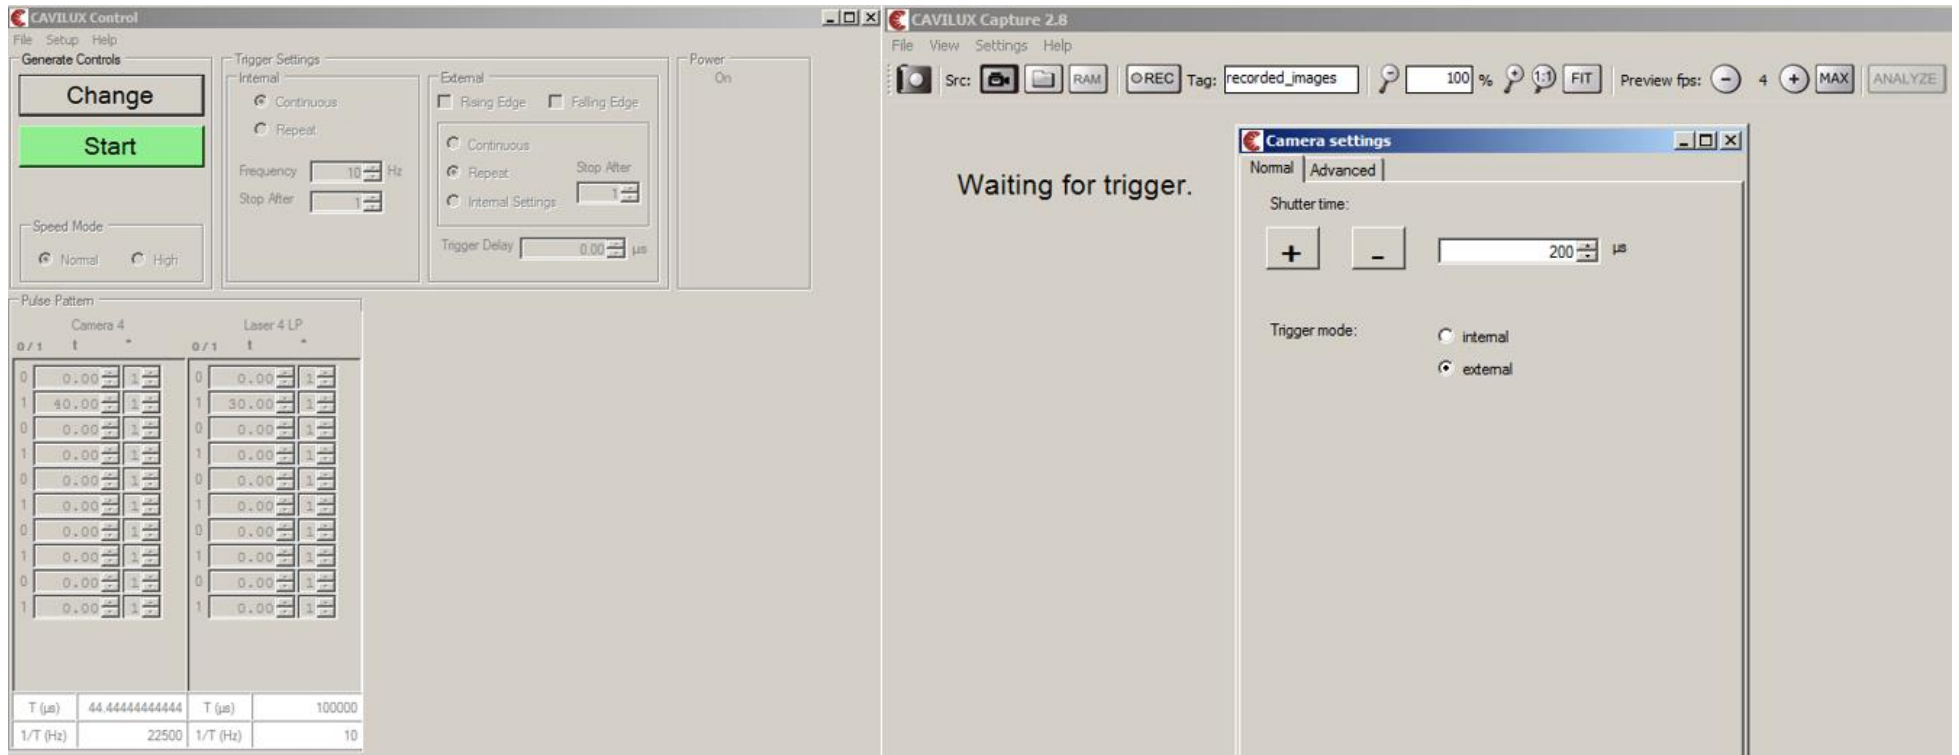 CAVILUX Control
File Setup Help
Generate Controls
Change
Start
Speed Mode
Normal High
Trigger Settings
Internal
Continuous
Repeat
Frequency 10 Hz
Stop After 1
External
Rising Edge Falling Edge
Continuous
Repeat Stop After
Internal Settings 1
Trigger Delay 0.00 µs
Power
On
Pulse Pattern
Camera 4 Laser 4 LP
0/1 t * 0/1 t *
0 0.00 1 0 0.00 1
1 40.00 1 1 30.00 1
0 0.00 1 0 0.00 1
1 0.00 1 1 0.00 1
0 0.00 1 0 0.00 1
1 0.00 1 1 0.00 1
0 0.00 1 0 0.00 1
1 0.00 1 1 0.00 1
0 0.00 1 0 0.00 1
1 0.00 1 1 0.00 1
T (µs) 44.44444444444 T (µs) 100000
1/T (Hz) 22500 1/T (Hz) 10
CAVILUX Capture 2.8
File View Settings Help
Src: RAM REC Tag: recorded_images 100 % 1:1 FIT Preview fps: - 4 + MAX ANALYZE
Waiting for trigger.
Camera settings
Normal Advanced
Shutter time:
+ - 200 µs
Trigger mode: internal
external